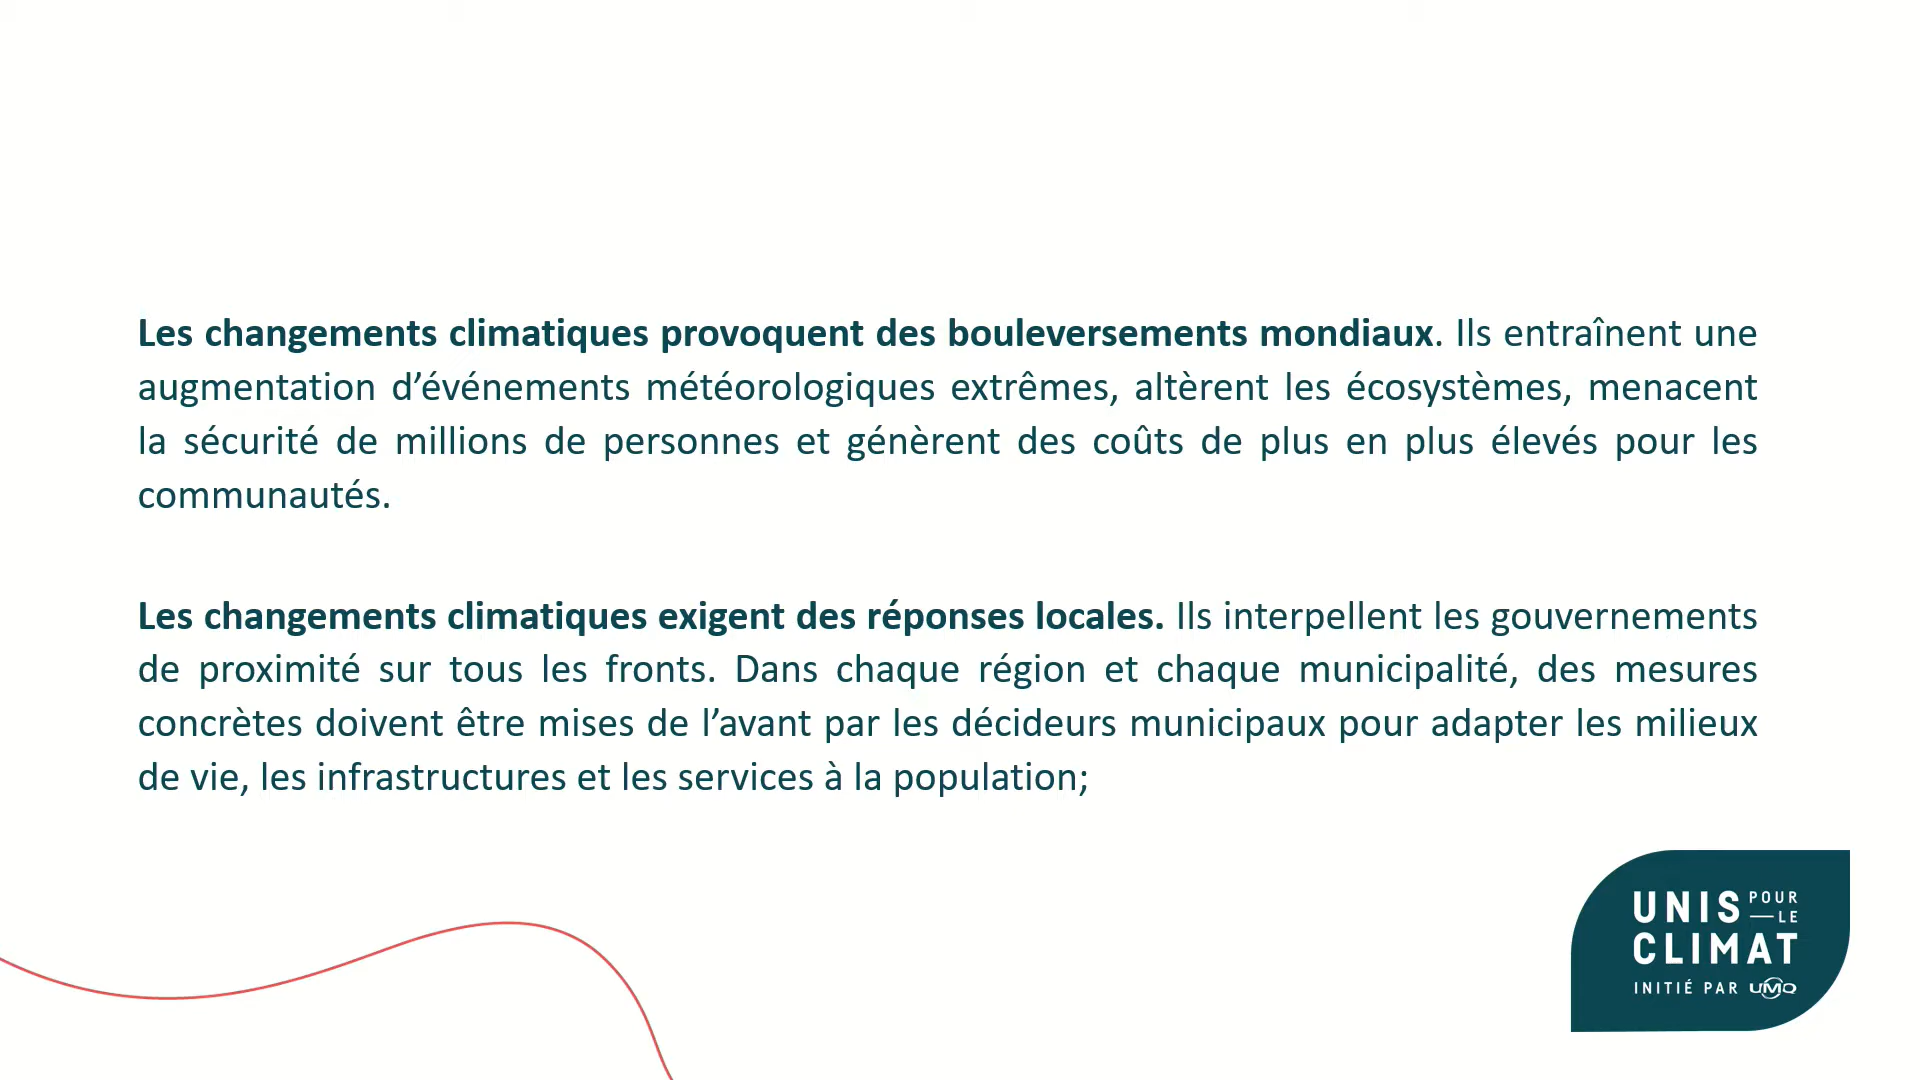 Les changements climatiques provoquent des bouleversements mondiaux. Ils entraînent une
augmentation d’événements météorologiques extrêmes, altèrent les écosystèmes, menacent
la sécurité de millions de personnes et génèrent des coûts de plus en plus élevés pour les
communautés.
Les changements climatiques exigent des réponses locales. Ils interpellent les gouvernements
de proximité sur tous les fronts. Dans chaque région et chaque municipalité, des mesures
concrètes doivent être mises de l’avant par les décideurs municipaux pour adapter les milieux
de vie, les infrastructures et les services à la population;
UNIS POUR
LE
CLIMAT
INITIÉ PAR UMQ